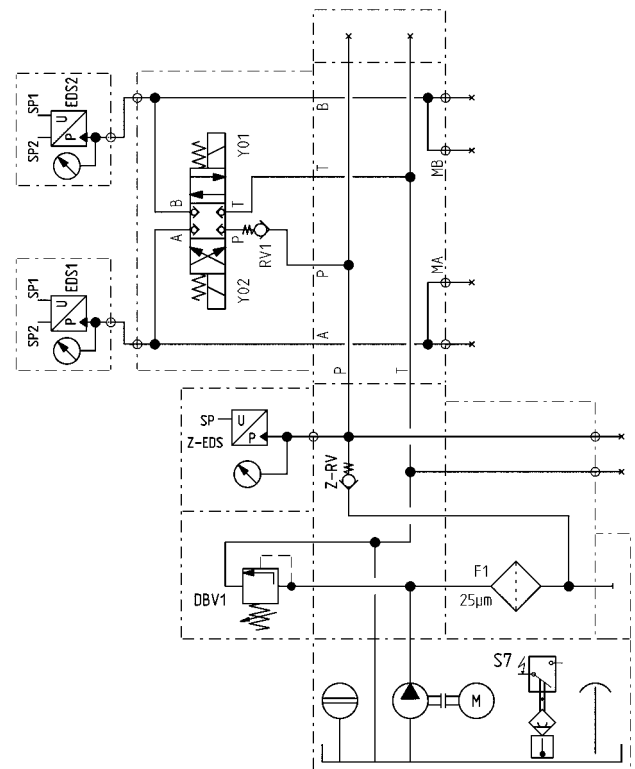 SP1
SP2
EDS2
U
P
B
Y01
B
T
T
MB
A
P
RV1
P
SP1
SP2
EDS1
U
P
Y02
MA
A
P
T
SP
Z-EDS
U
P
Z-RV
DBV1
F1
25µm
S7
M